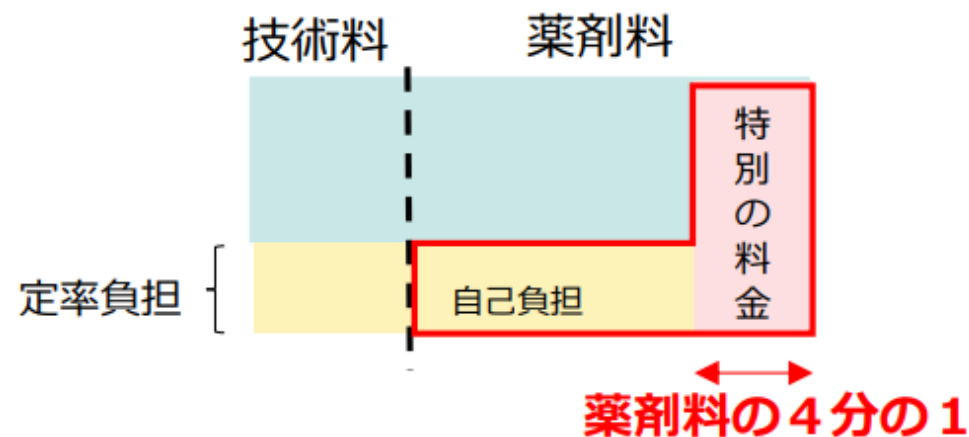 技術料
薬剤料
特別の料金
定率負担
自己負担
薬剤料の４分の１